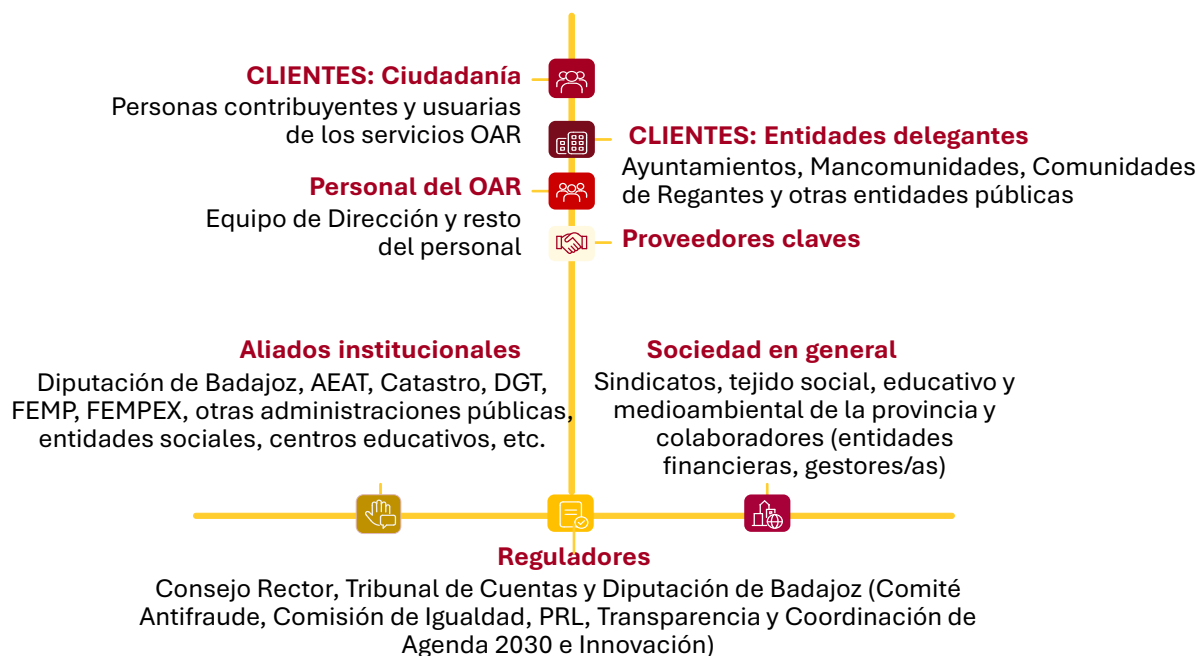 CLIENTES: Ciudadanía
Personas contribuyentes y usuarias
de los servicios OAR
CLIENTES: Entidades delegantes
Ayuntamientos, Mancomunidades, Comunidades
de Regantes y otras entidades públicas
Personal del OAR
Equipo de Dirección y resto
del personal
Proveedores claves
Aliados institucionales
Diputación de Badajoz, AEAT, Catastro, DGT,
FEMP, FEMPEX, otras administraciones públicas,
entidades sociales, centros educativos, etc.
Sociedad en general
Sindicatos, tejido social, educativo y
medioambiental de la provincia y
colaboradores (entidades
financieras, gestores/as)
Reguladores
Consejo Rector, Tribunal de Cuentas y Diputación de Badajoz (Comité
Antifraude, Comisión de Igualdad, PRL, Transparencia y Coordinación de
Agenda 2030 e Innovación)